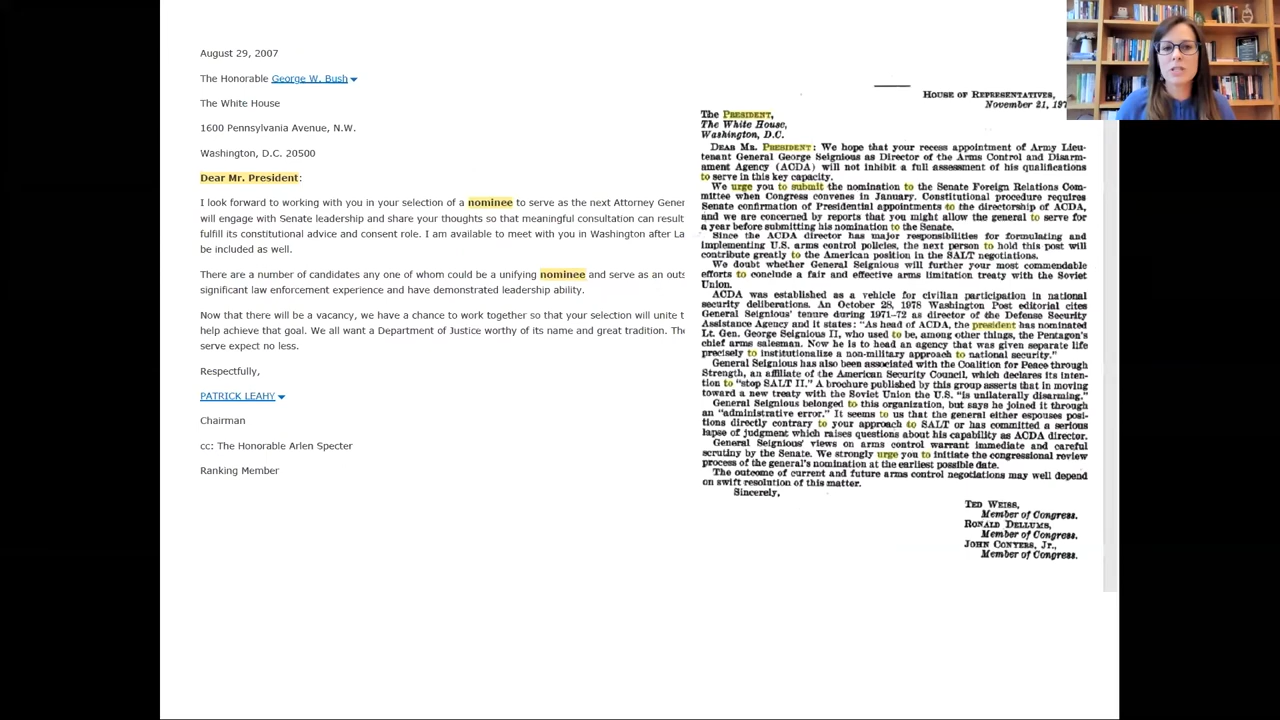 August 29, 2007
The Honorable George W. Bush
The White House
1600 Pennsylvania Avenue, N.W.
Washington, D.C. 20500
Dear Mr. President:
I look forward to working with you in your selection of a nominee to serve as the next Attorney Gener
will engage with Senate leadership and share your thoughts so that meaningful consultation can result
fulfill its constitutional advice and consent role. I am available to meet with you in Washington after La
be included as well.
There are a number of candidates any one of whom could be a unifying nominee and serve as an outs
significant law enforcement experience and have demonstrated leadership ability.
Now that there will be a vacancy, we have a chance to work together so that your selection will unite t
help achieve that goal. We all want a Department of Justice worthy of its name and great tradition. The
serve expect no less.
Respectfully,
PATRICK LEAHY
Chairman
cc: The Honorable Arlen Specter
Ranking Member
HOUSE OF REPRESENTATIVES,
November 21, 197
The PRESIDENT,
The White House,
Washington, D.C.
DEAR MR. PRESIDENT: We hope that your recess appointment of Army Lieu-
tenant General George Seignious as Director of the Arms Control and Disarm-
ament Agency (ACDA) will not inhibit a full assessment of his qualifications
to serve in this key capacity.
We urge you to submit the nomination to the Senate Foreign Relations Com-
mittee when Congress convenes in January. Constitutional procedure requires
Senate confirmation of Presidential appointments to the directorship of ACDA,
and we are concerned by reports that you might allow the general to serve for
a year before submitting his nomination to the Senate.
Since the ACDA director has major responsibilities for formulating and
implementing U.S. arms control policies, the next person to hold this post will
contribute greatly to the American position in the SALT negotiations.
We doubt whether General Seignious will further your most commendable
efforts to conclude a fair and effective arms limitation treaty with the Soviet
Union.
ACDA was established as a vehicle for civilian participation in national
security deliberations. An October 28, 1978 Washington Post editorial cites
General Seignious' tenure during 1971–72 as director of the Defense Security
Assistance Agency and it states: "As head of ACDA, the president has nominated
Lt. Gen. George Seignious II, who used to be, among other things, the Pentagon's
chief arms salesman. Now he is to head an agency that was given separate life
precisely to institutionalize a non-military approach to national security."
General Seignious has also been associated with the Coalition for Peace through
Strength, an affiliate of the American Security Council, which declares its inten-
tion to "stop SALT II." A brochure published by this group asserts that in moving
toward a new treaty with the Soviet Union the U.S. "is unilaterally disarming."
General Seignious belonged to this organization, but says he joined it through
an "administrative error." It seems to us that the general either espouses posi-
tions directly contrary to your approach to SALT or has committed a serious
lapse of judgment which raises questions about his capability as ACDA director.
General Seignious' views on arms control warrant immediate and careful
scrutiny by the Senate. We strongly urge you to initiate the congressional review
process of the general's nomination at the earliest possible date.
The outcome of current and future arms control negotiations may well depend
on swift resolution of this matter.
Sincerely,
TED WEISS,
Member of Congress.
RONALD DELLUMS,
Member of Congress.
JOHN CONYERS, Jr.,
Member of Congress.